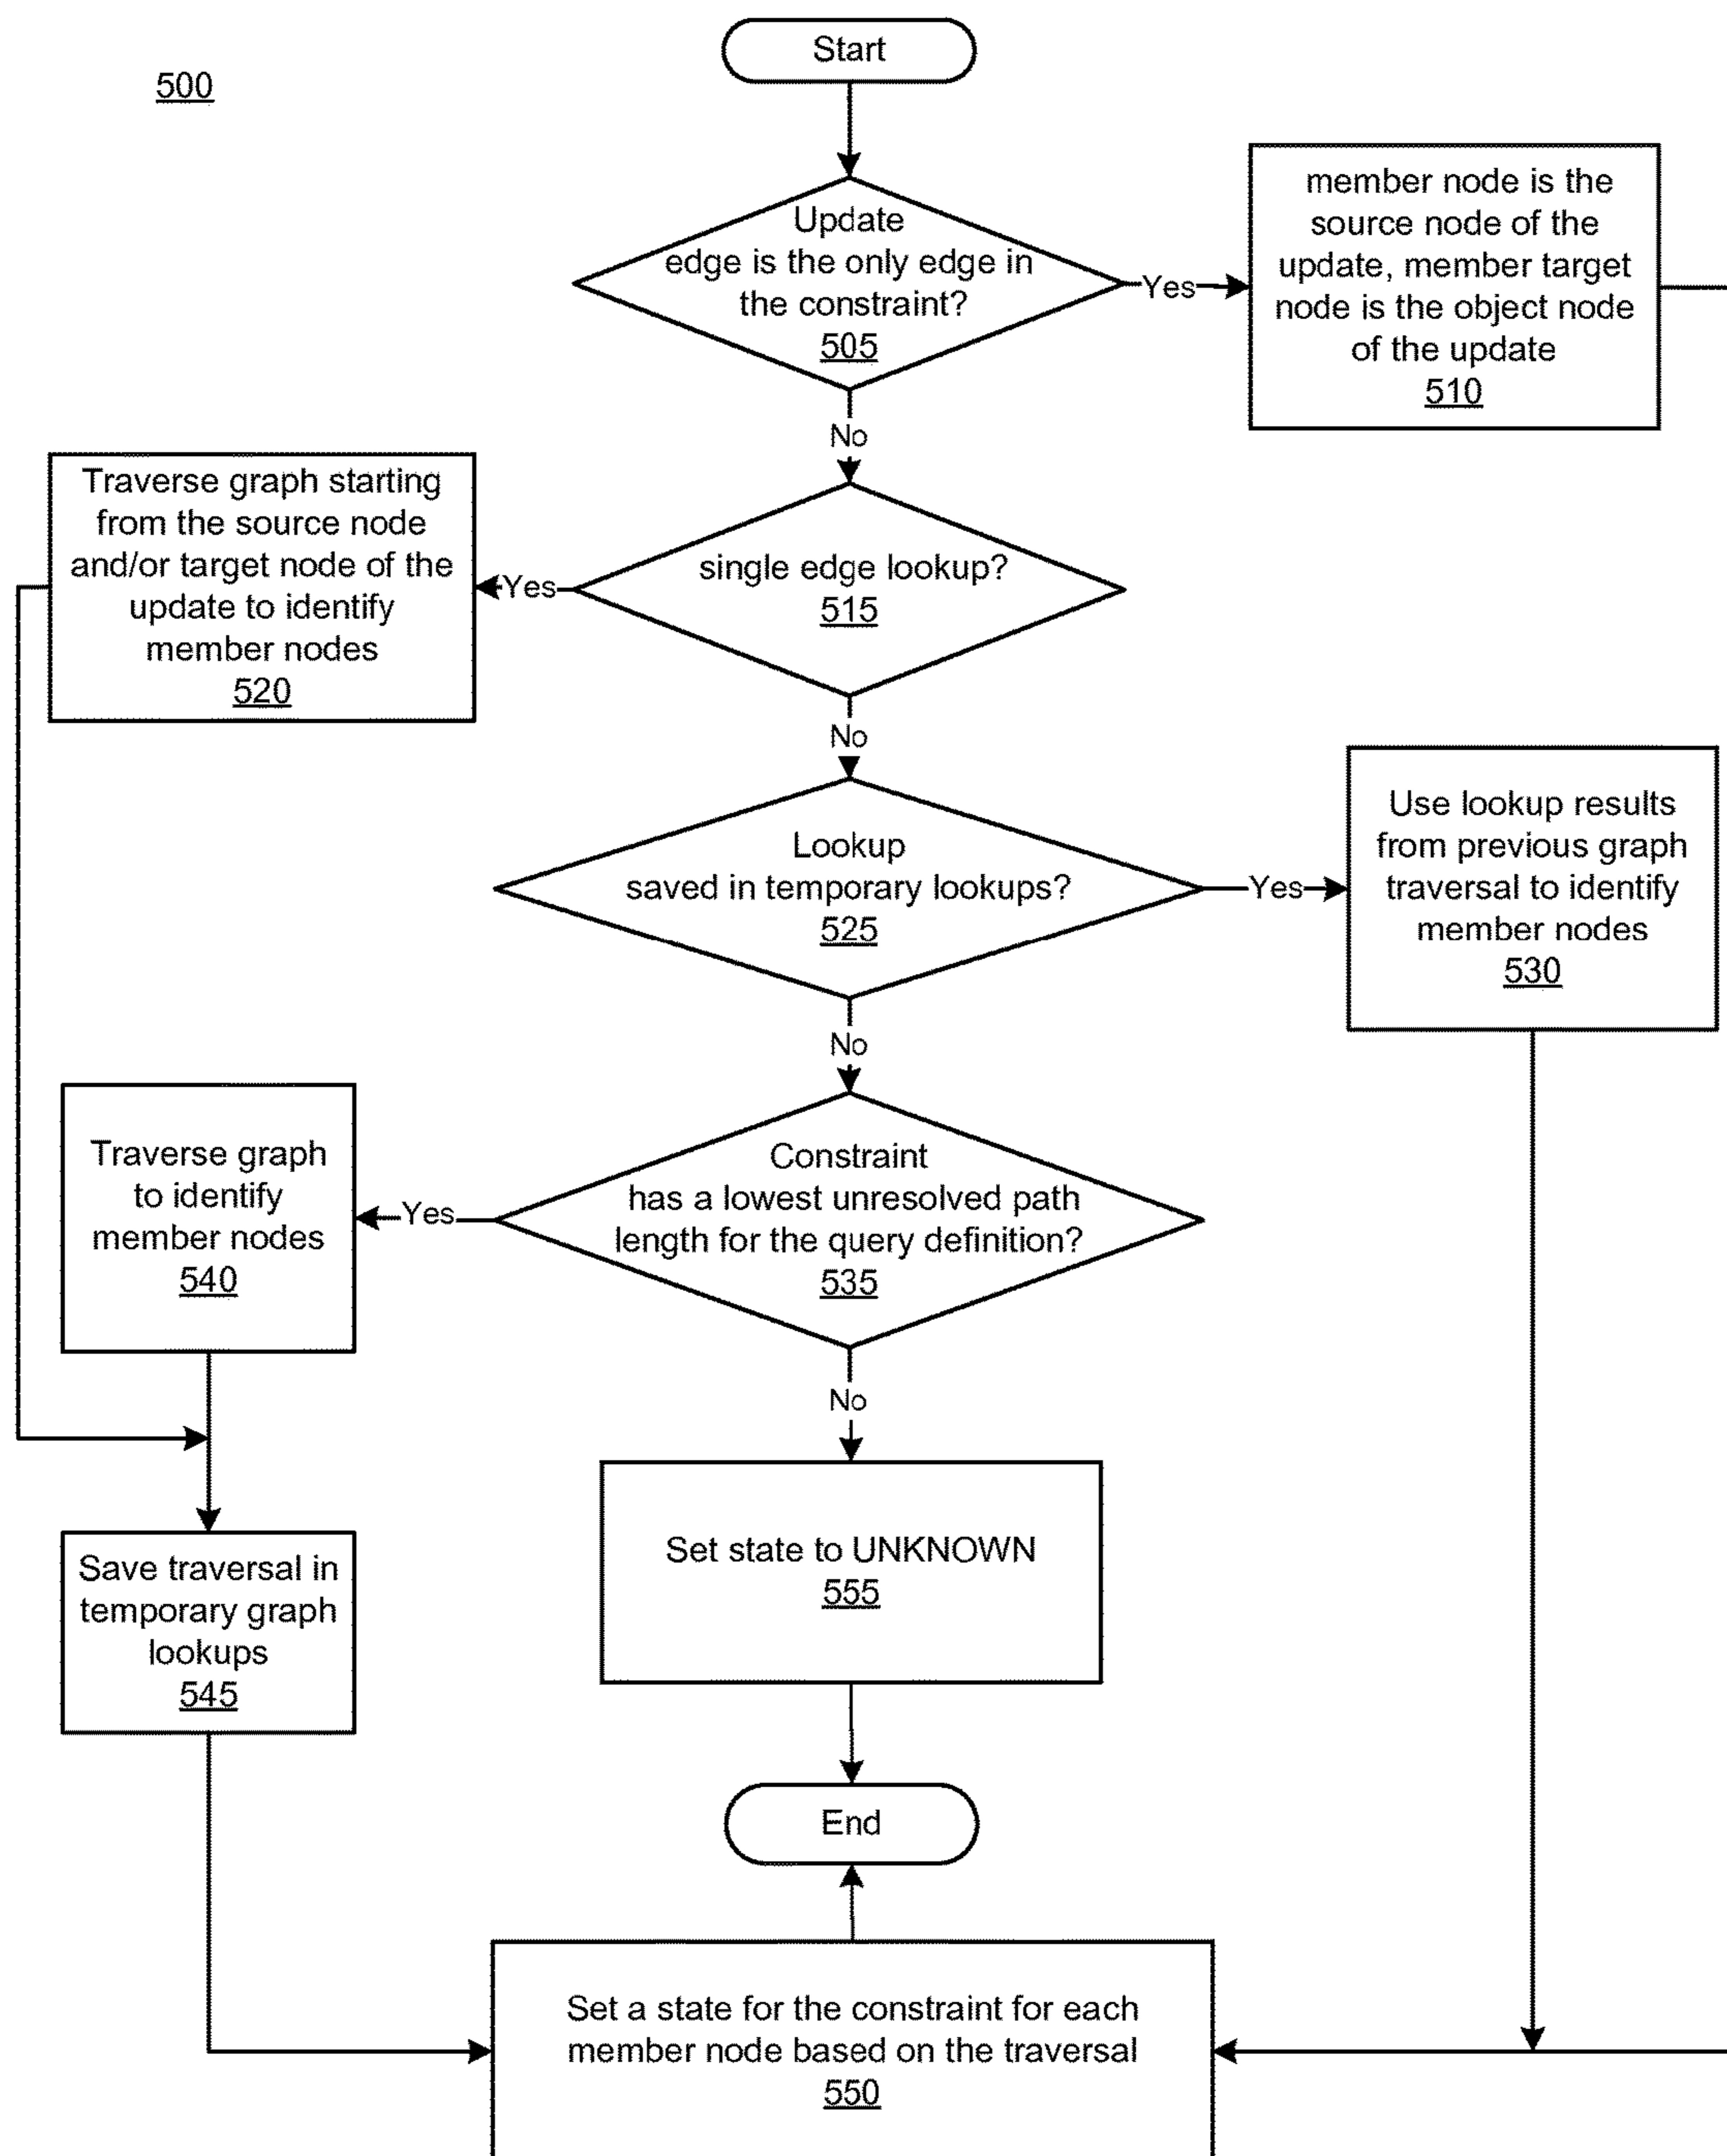 Start
500
Update
edge is the only edge in
the constraint?
505
Yes
member node is the
source node of the
update, member target
node is the object node
of the update
510
No
Traverse graph starting
from the source node
and/or target node of the
update to identify
member nodes
520
Yes
single edge lookup?
515
No
Lookup
saved in temporary lookups?
525
Yes
Use lookup results
from previous graph
traversal to identify
member nodes
530
No
Traverse graph
to identify
member nodes
540
Yes
Constraint
has a lowest unresolved path
length for the query definition?
535
No
Save traversal in
temporary graph
lookups
545
Set state to UNKNOWN
555
End
Set a state for the constraint for each
member node based on the traversal
550